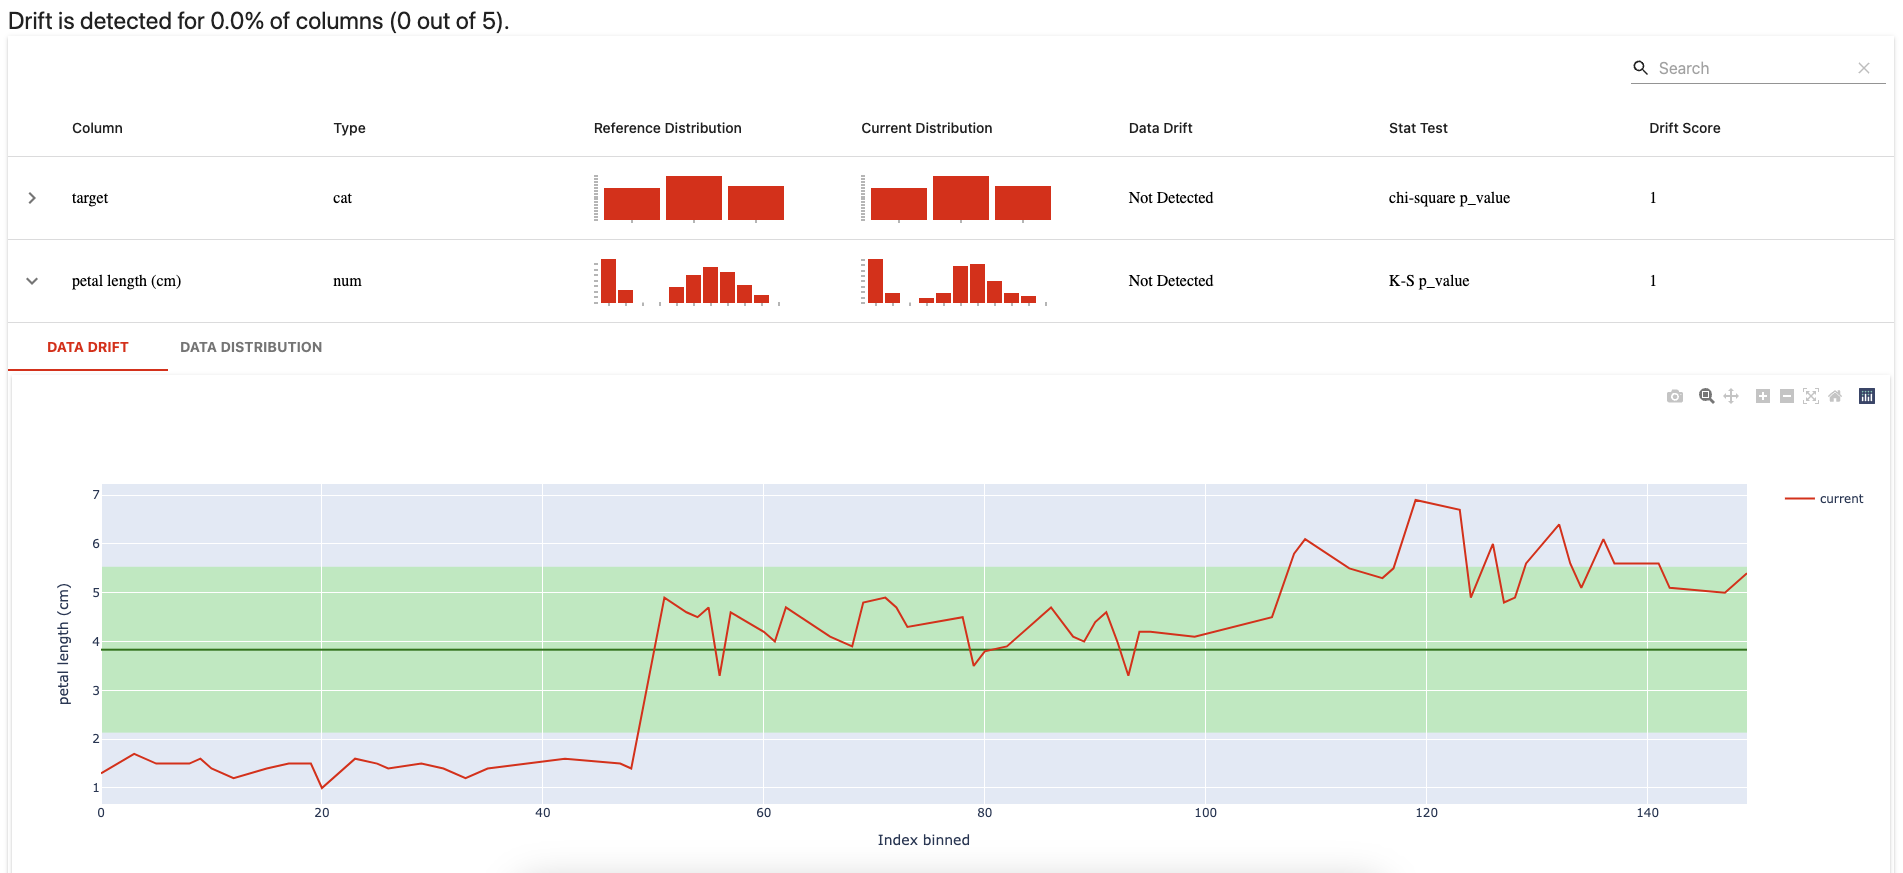 Drift is detected for 0.0% of columns (0 out of 5).
Search
Column Type Reference Distribution Current Distribution Data Drift Stat Test Drift Score
target cat Not Detected chi-square p_value 1
petal length (cm) num Not Detected K-S p_value 1
DATA DRIFT DATA DISTRIBUTION
current
7
6
5
4
3
2
1
petal length (cm)
0 20 40 60 80 100 120 140
Index binned